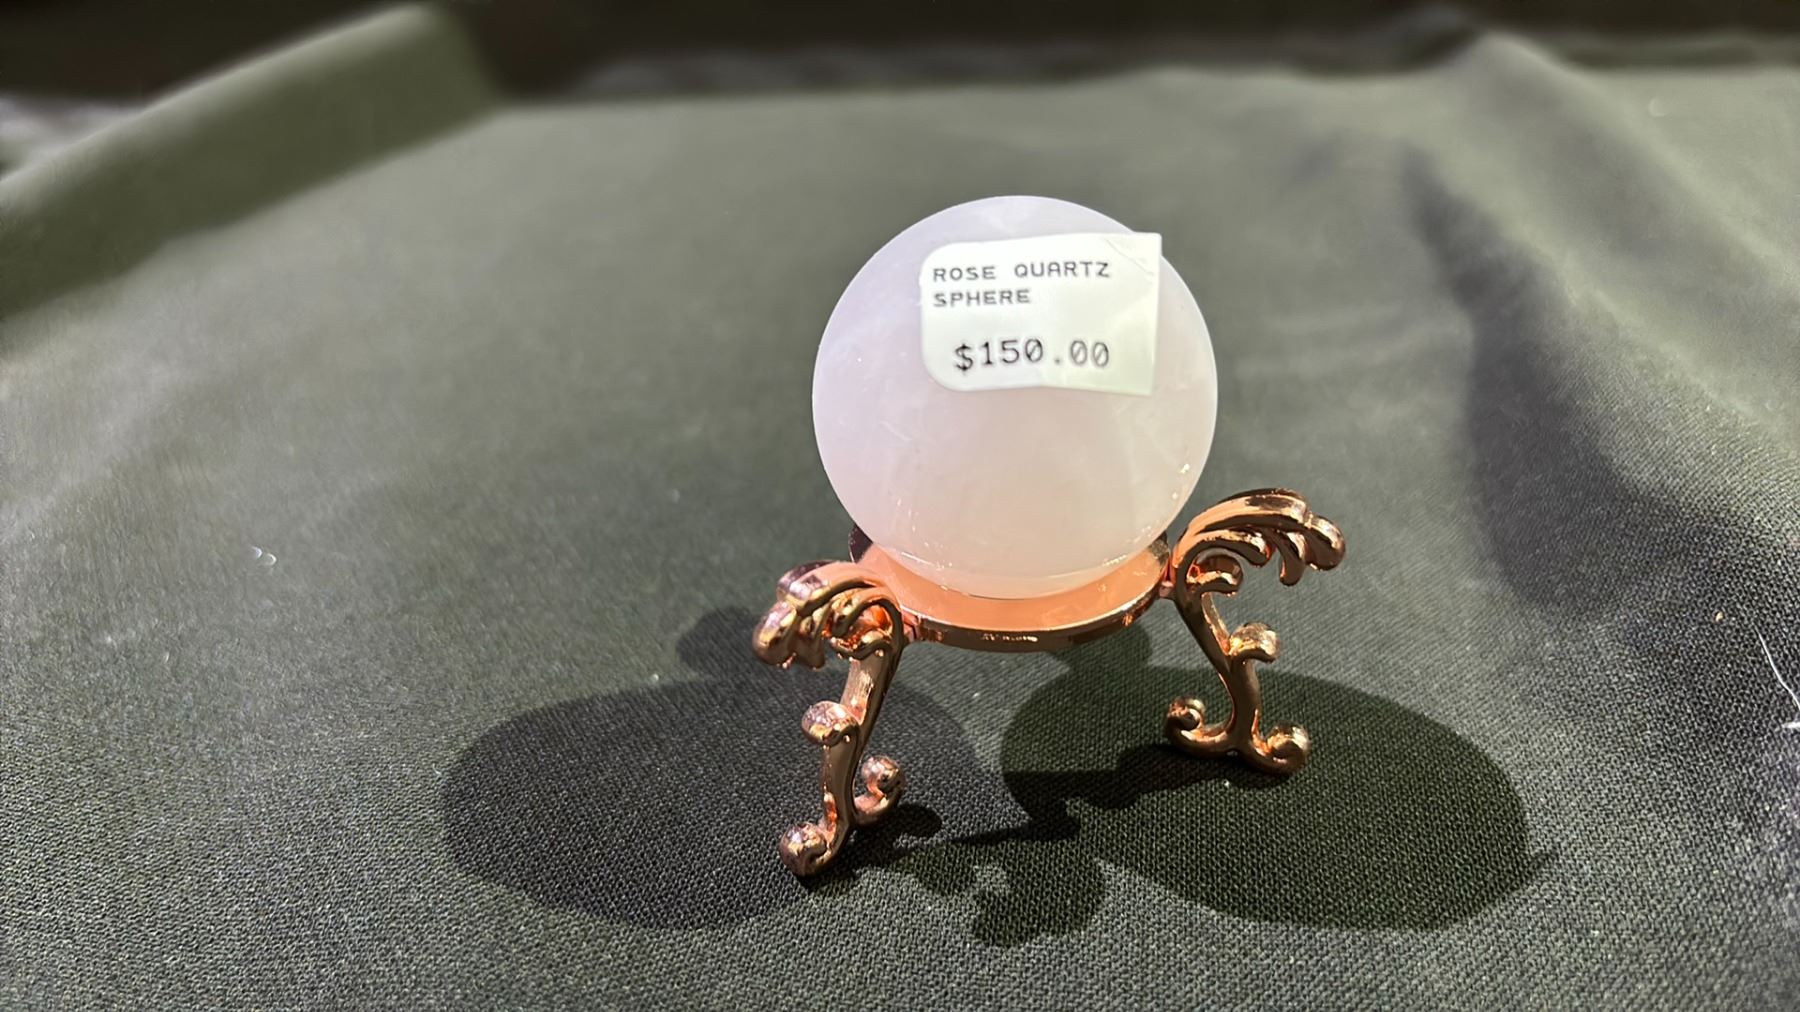 ROSE QUARTZ
SPHERE
$150.00